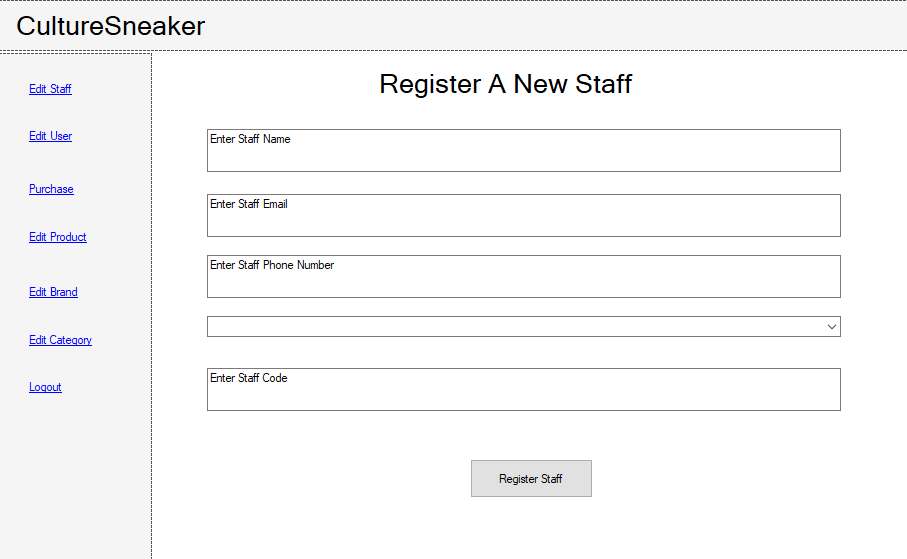 CultureSneaker
Edit Staff
Edit User
Purchase
Edit Product
Edit Brand
Edit Category
Logout
Register A New Staff
Enter Staff Name
Enter Staff Email
Enter Staff Phone Number
Enter Staff Code
Register Staff